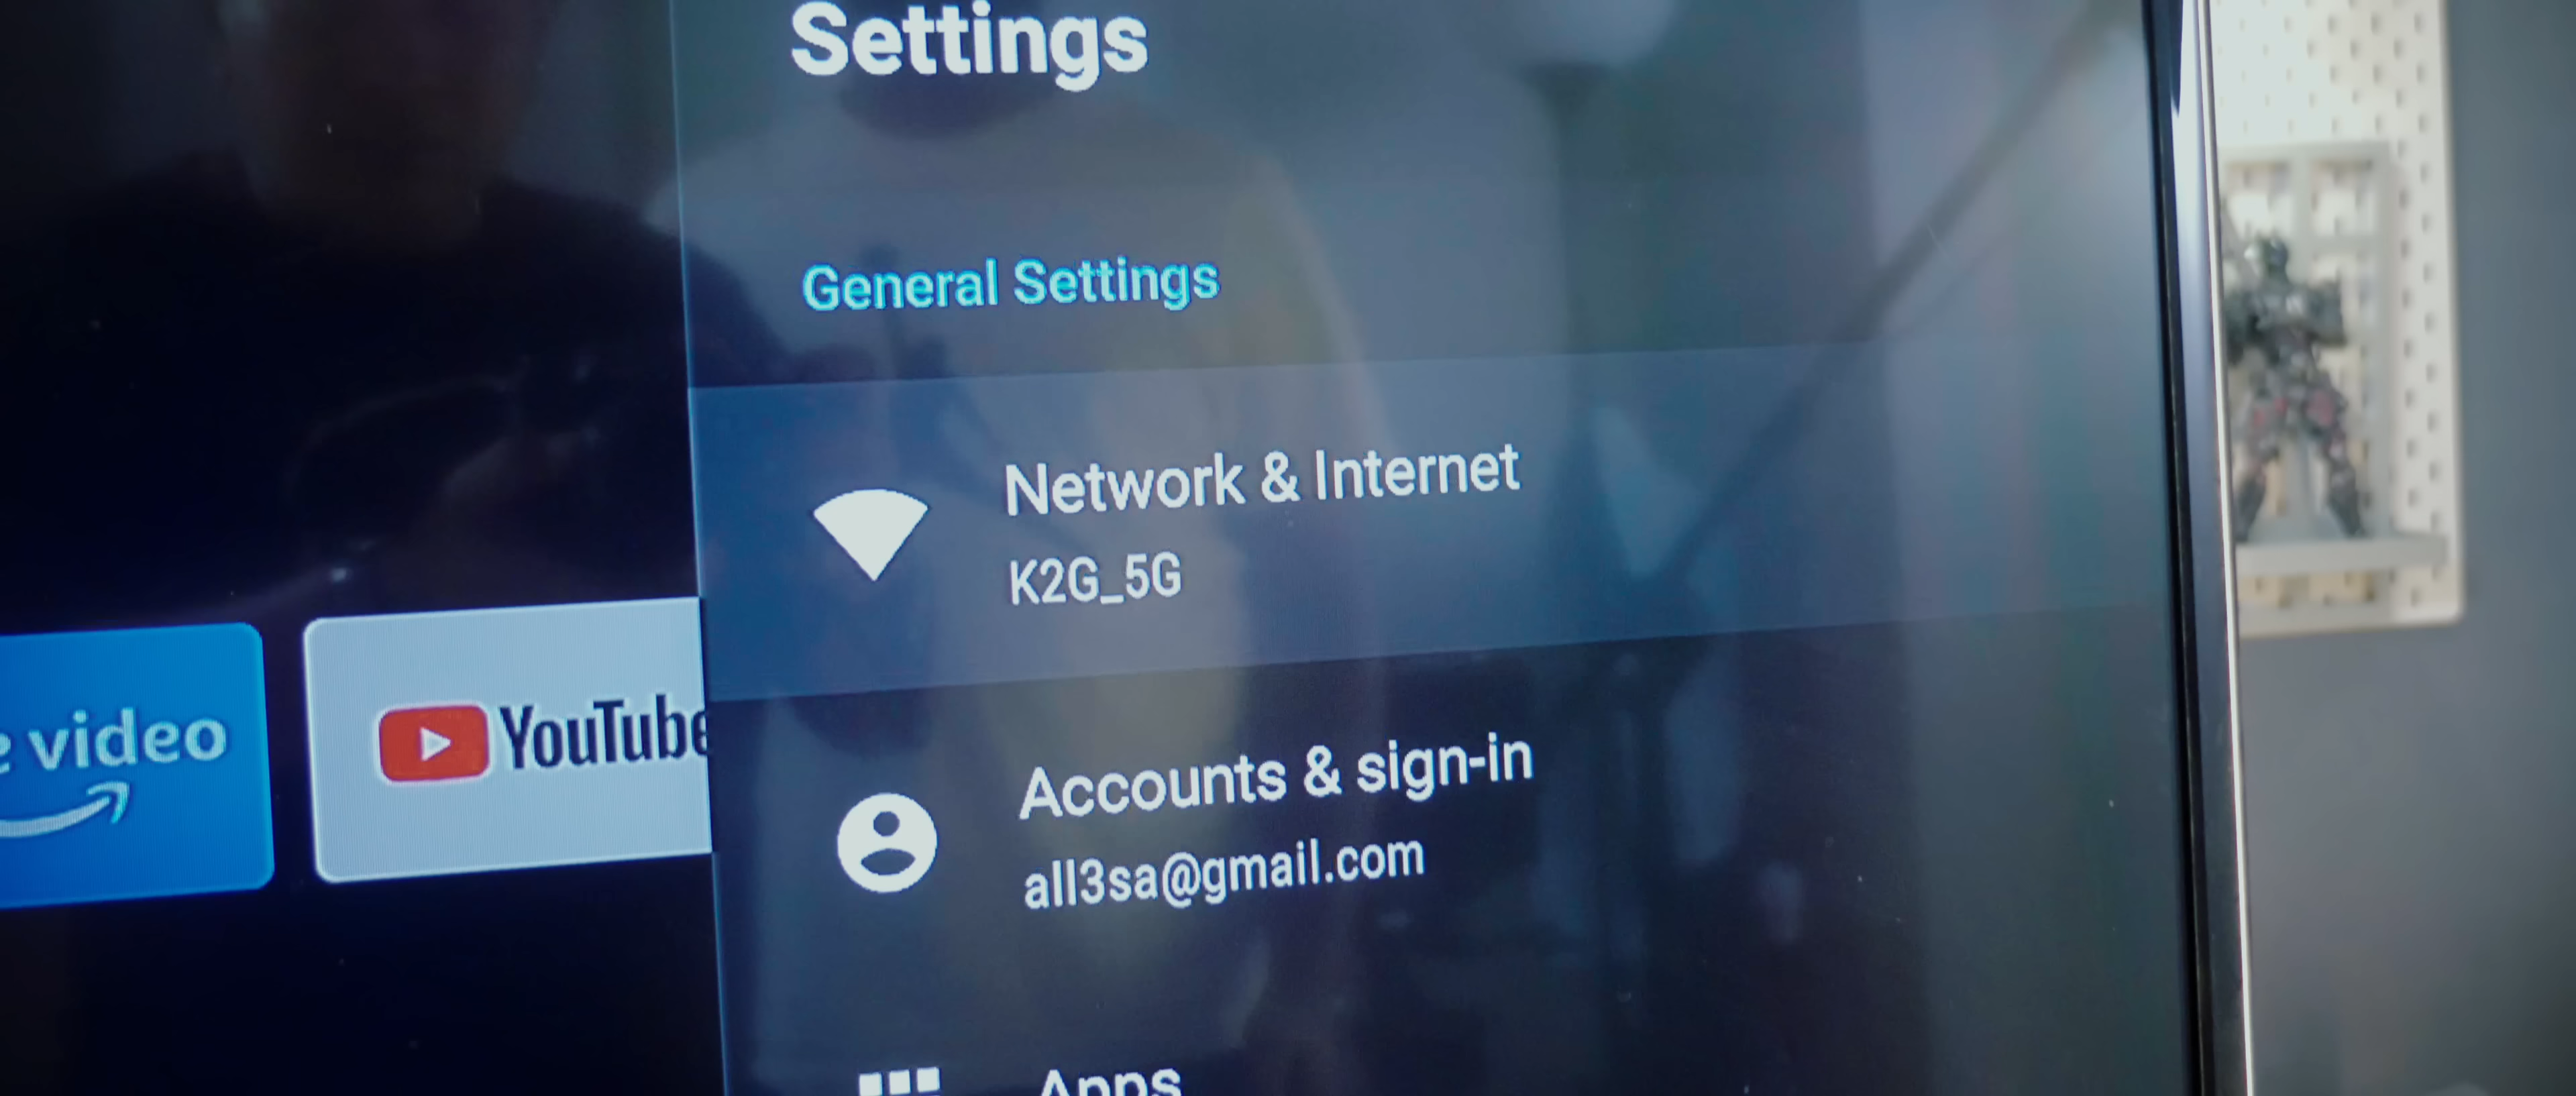 Settings
General Settings
Network & Internet
K2G_5G
Accounts & sign-in
all3sa@gmail.com
Apps
video
YouTube